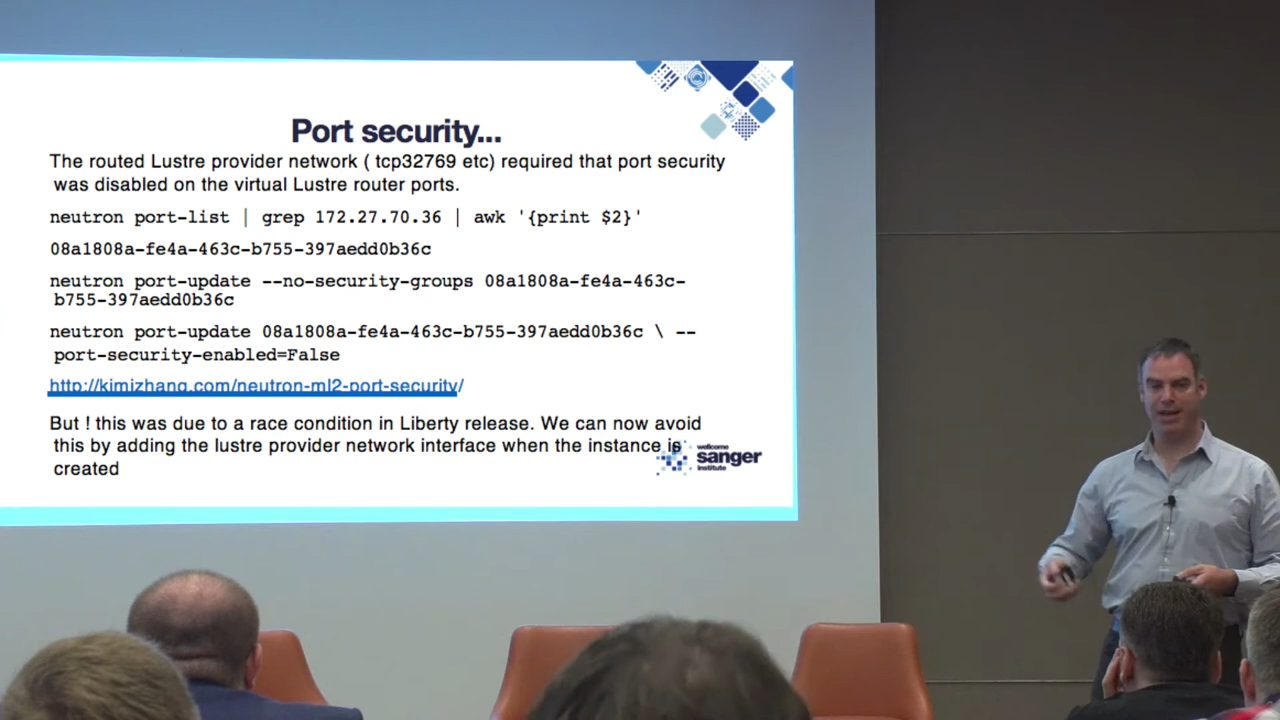 Port security...
The routed Lustre provider network ( tcp32769 etc) required that port security
was disabled on the virtual Lustre router ports.
neutron port-list | grep 172.27.70.36 | awk '{print $2}'
08a1808a-fe4a-463c-b755-397aedd0b36c
neutron port-update --no-security-groups 08a1808a-fe4a-463c-
b755-397aedd0b36c
neutron port-update 08a1808a-fe4a-463c-b755-397aedd0b36c \ --
port-security-enabled=False
http://kimizhang.com/neutron-ml2-port-security/
But ! this was due to a race condition in Liberty release. We can now avoid
this by adding the lustre provider network interface when the instance is
created
wellcome
sanger
institute